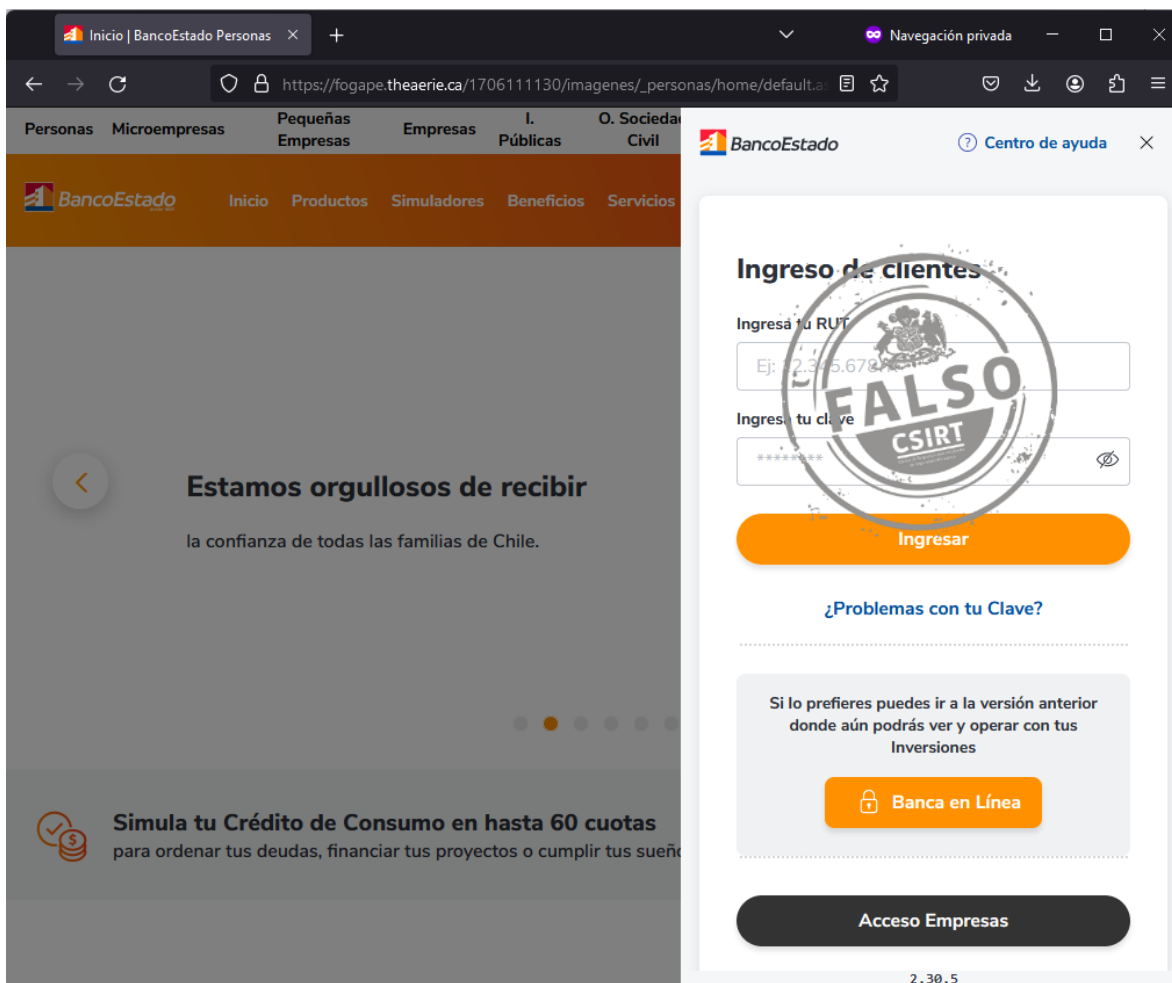 Inicio | BancoEstado Personas
Navegación privada
https://fogape.theaerie.ca/1706111130/imagenes/_personas/home/default.a
Personas Microempresas Pequeñas Empresas Empresas I. Públicas O. Sociedad Civil
BancoEstado Inicio Productos Simuladores Beneficios Servicios
Estamos orgullosos de recibir
la confianza de todas las familias de Chile.
Simula tu Crédito de Consumo en hasta 60 cuotas
para ordenar tus deudas, financiar tus proyectos o cumplir tus sueño
BancoEstado
Centro de ayuda
Ingreso de clientes
Ingresa tu RUT
Ej: 12.345.678
FALSO
CSIRT
Ingresa tu clave
********
Ingresar
¿Problemas con tu Clave?
Si lo prefieres puedes ir a la versión anterior
donde aún podrás ver y operar con tus
Inversiones
Banca en Línea
Acceso Empresas
2.30.5